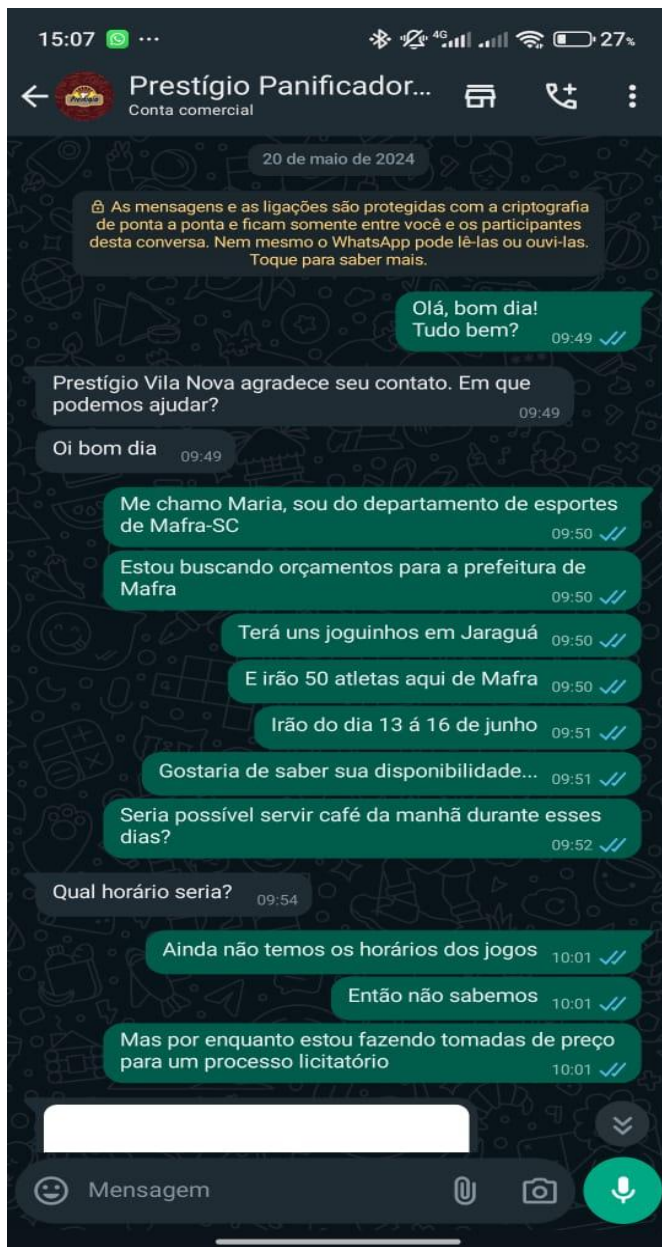 15:07 ... 4G 27%
Prestígio Panificador...
Conta comercial
20 de maio de 2024
As mensagens e as ligações são protegidas com a criptografia
de ponta a ponta e ficam somente entre você e os participantes
desta conversa. Nem mesmo o WhatsApp pode lê-las ou ouvi-las.
Toque para saber mais.
Olá, bom dia!
Tudo bem? 09:49
Prestígio Vila Nova agradece seu contato. Em que
podemos ajudar? 09:49
Oi bom dia 09:49
Me chamo Maria, sou do departamento de esportes
de Mafra-SC 09:50
Estou buscando orçamentos para a prefeitura de
Mafra 09:50
Terá uns joguinhos em Jaraguá 09:50
E irão 50 atletas aqui de Mafra 09:50
Irão do dia 13 á 16 de junho 09:51
Gostaria de saber sua disponibilidade... 09:51
Seria possível servir café da manhã durante esses
dias? 09:52
Qual horário seria? 09:54
Ainda não temos os horários dos jogos 10:01
Então não sabemos 10:01
Mas por enquanto estou fazendo tomadas de preço
para um processo licitatório 10:01
Mensagem